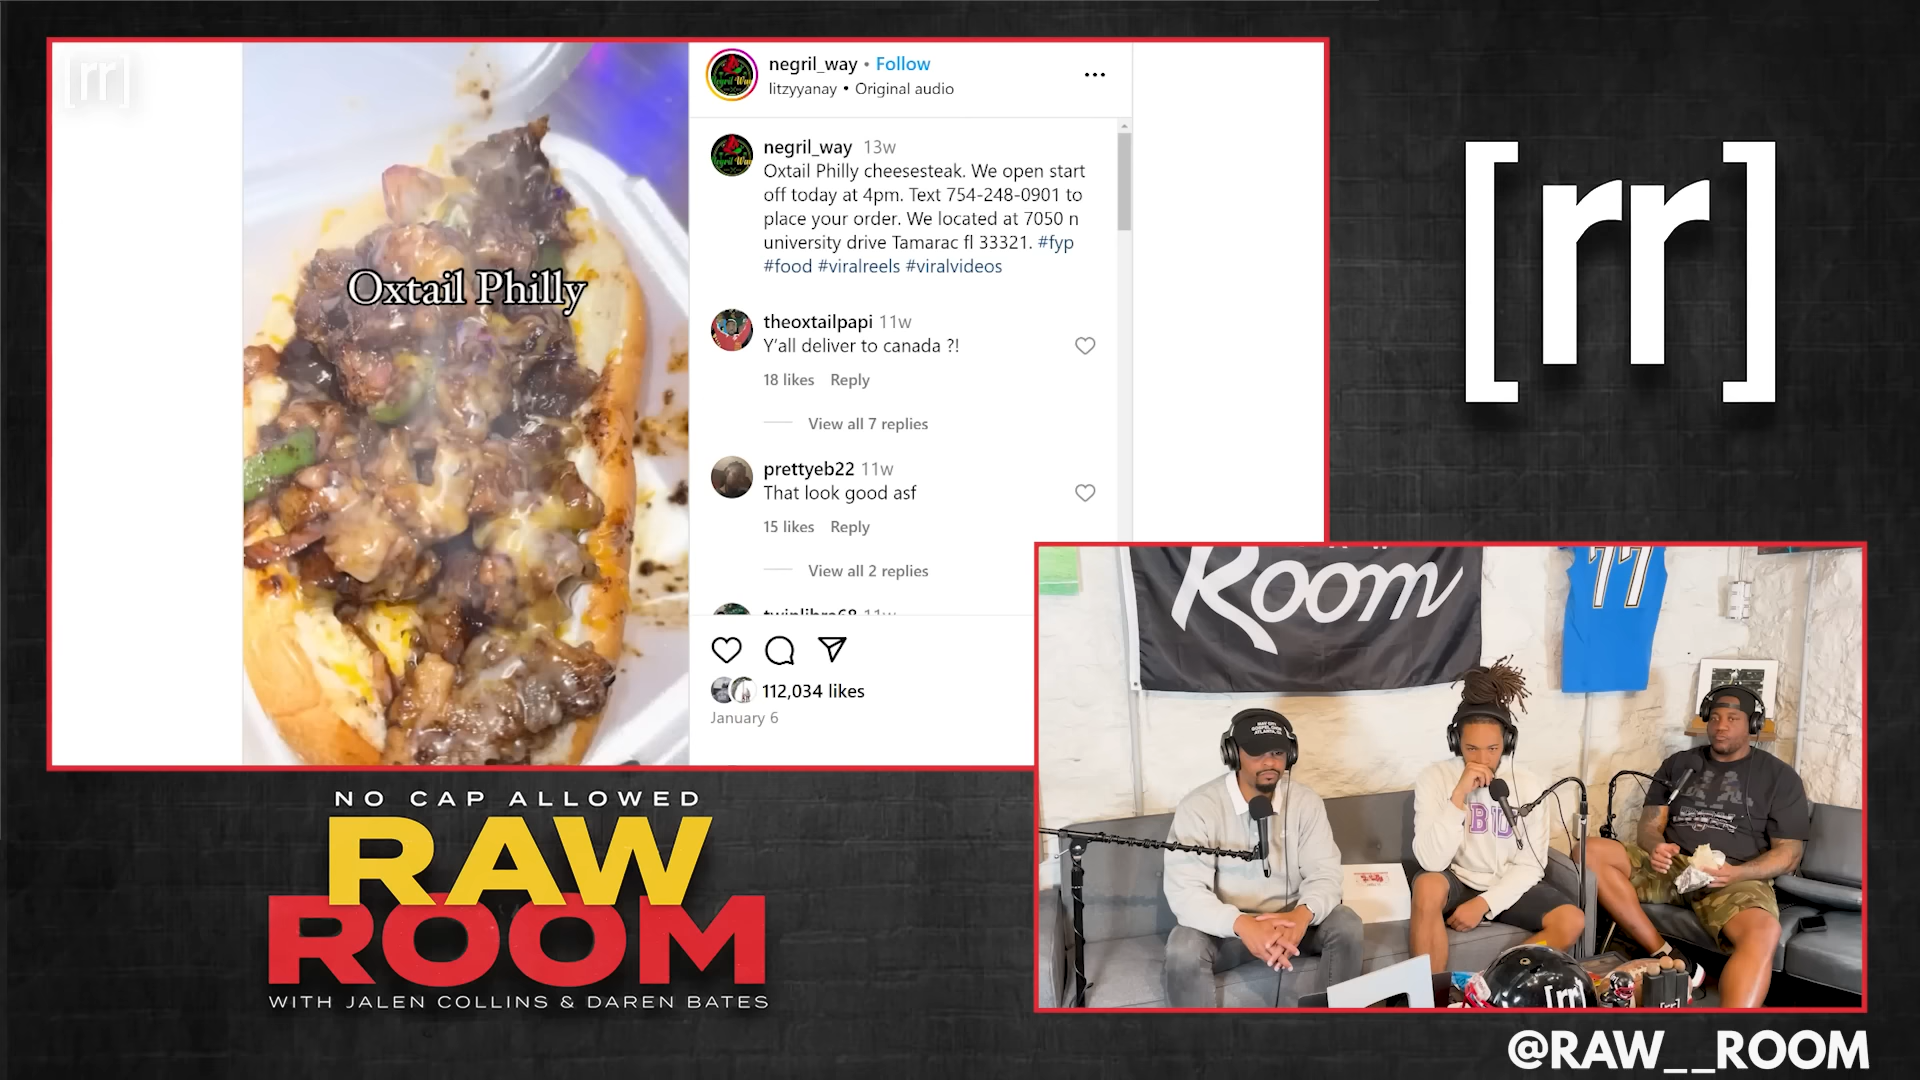 [rr]
Oxtail Philly
negril_way • Follow
litzyyanay • Original audio
negril_way 13w
Oxtail Philly cheesesteak. We open start
off today at 4pm. Text 754-248-0901 to
place your order. We located at 7050 n
university drive Tamarac fl 33321. #fyp
#food #viralreels #viralvideos
theoxtailpapi 11w
Y'all deliver to canada ?!
18 likes Reply
View all 7 replies
prettyeb22 11w
That look good asf
15 likes Reply
View all 2 replies
112,034 likes
January 6
[rr]
Room
77
[rr]
NO CAP ALLOWED
RAW
ROOM
WITH JALEN COLLINS & DAREN BATES
@RAW__ROOM